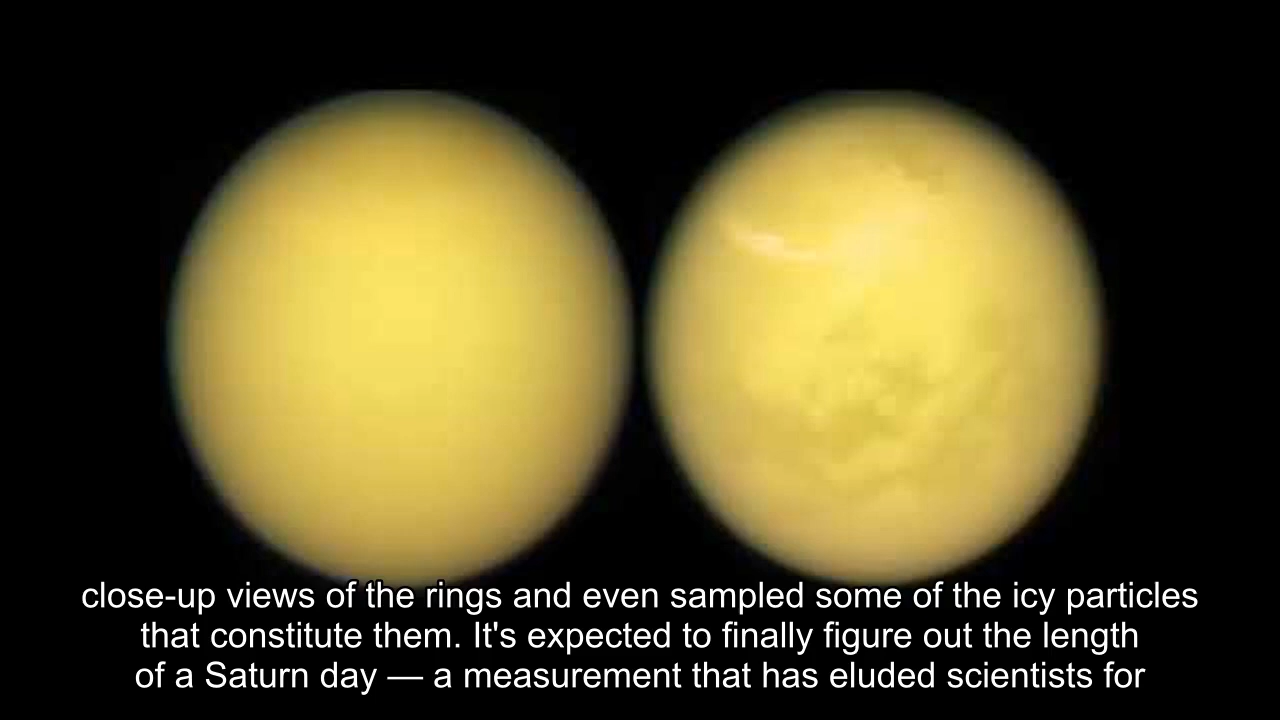 close-up views of the rings and even sampled some of the icy particles
that constitute them. It's expected to finally figure out the length
of a Saturn day — a measurement that has eluded scientists for